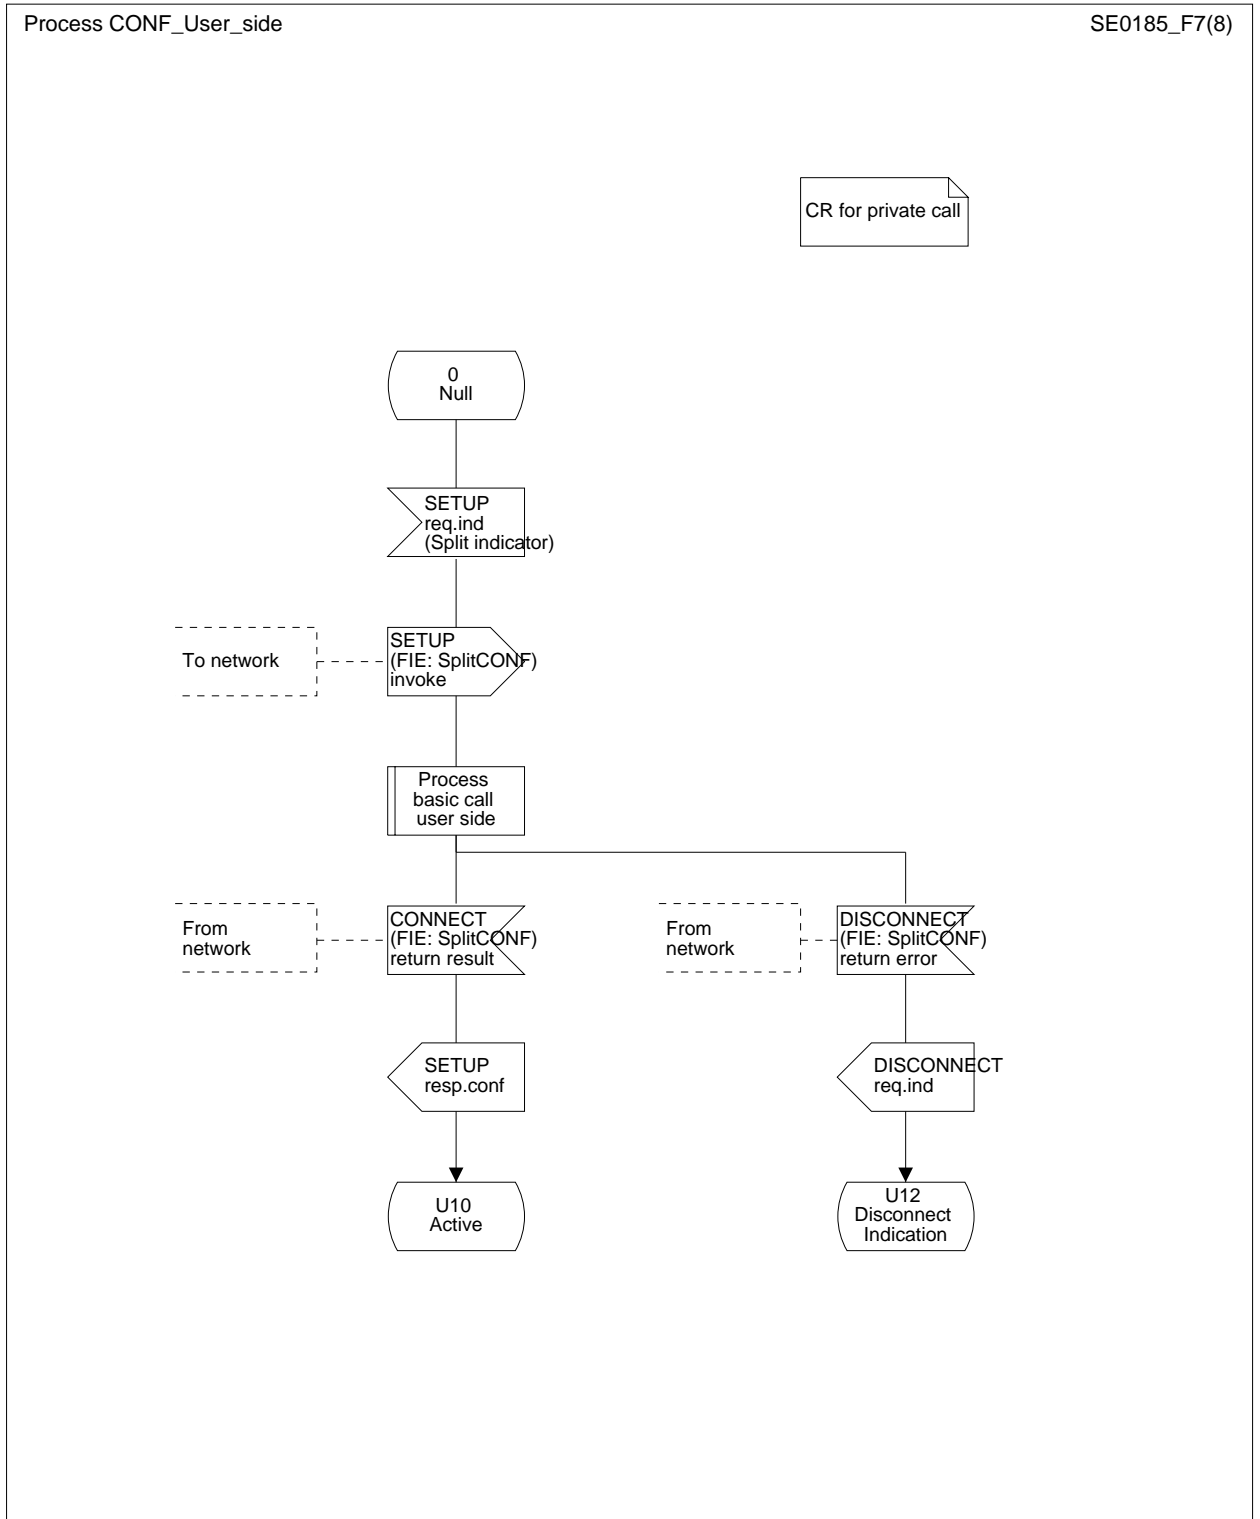 Process CONF_User_side
SE0185_F7(8)
CR for private call
0
Null
SETUP
req.ind
(Split indicator)
To network
SETUP
(FIE: SplitCONF)
invoke
Process
basic call
user side
From
network
CONNECT
(FIE: SplitCONF)
return result
From
network
DISCONNECT
(FIE: SplitCONF)
return error
SETUP
resp.conf
DISCONNECT
req.ind
U10
Active
U12
Disconnect
Indication